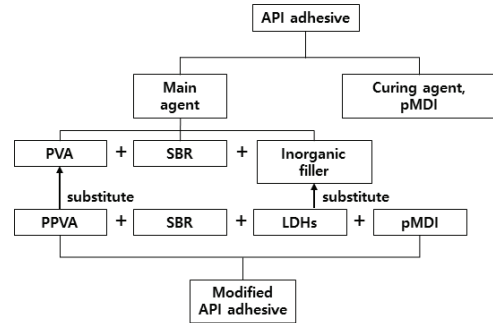 API adhesive
Main
agent
Curing agent,
pMDI
PVA + SBR + Inorganic
filler
substitute substitute
PPVA + SBR + LDHs + pMDI
Modified
API adhesive